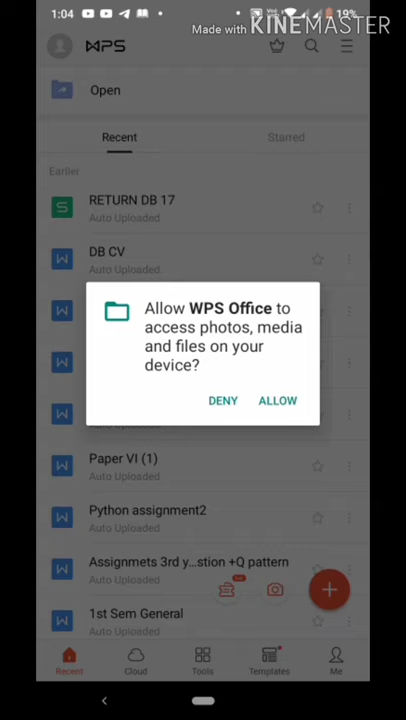 1:04
19%
Made with KINEMASTER
WPS
Open
Recent
Starred
Earlier
RETURN DB 17
Auto Uploaded
DB CV
Auto Uploaded
Allow WPS Office to
access photos, media
and files on your
device?
DENY
ALLOW
Paper VI (1)
Auto Uploaded
Python assignment2
Auto Uploaded
Assignmets 3rd y...stion +Q pattern
Auto Uploaded
1st Sem General
Auto Uploaded
Recent
Cloud
Tools
Templates
Me